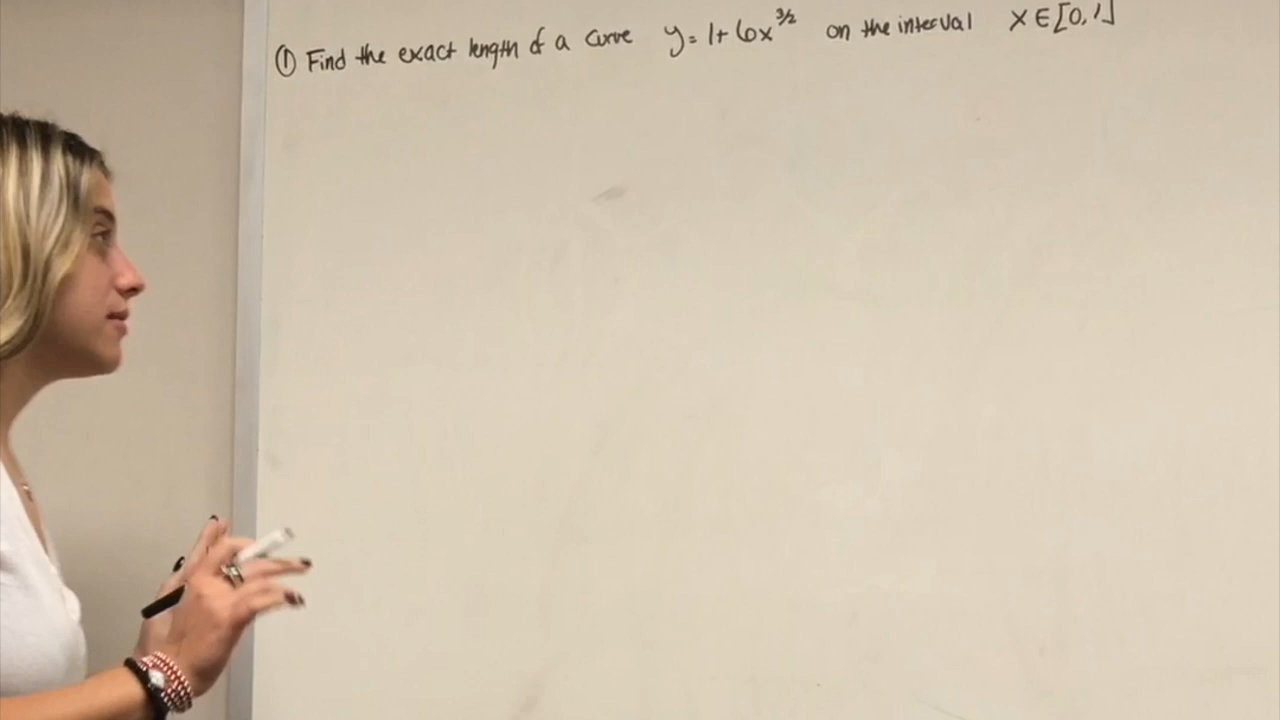 ① Find the exact length of a curve y = 1 + 6x^{3/2} on the interval x ∈ [0,1]